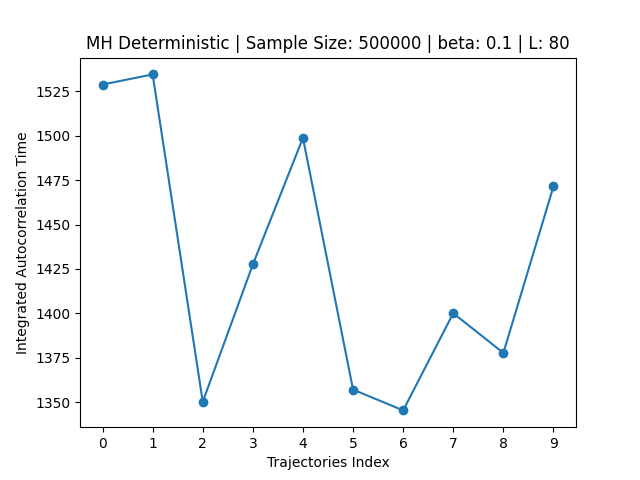 MH Deterministic | Sample Size: 500000 | beta: 0.1 | L: 80
Integrated Autocorrelation Time
1525
1500
1475
1450
1425
1400
1375
1350
0 1 2 3 4 5 6 7 8 9
Trajectories Index